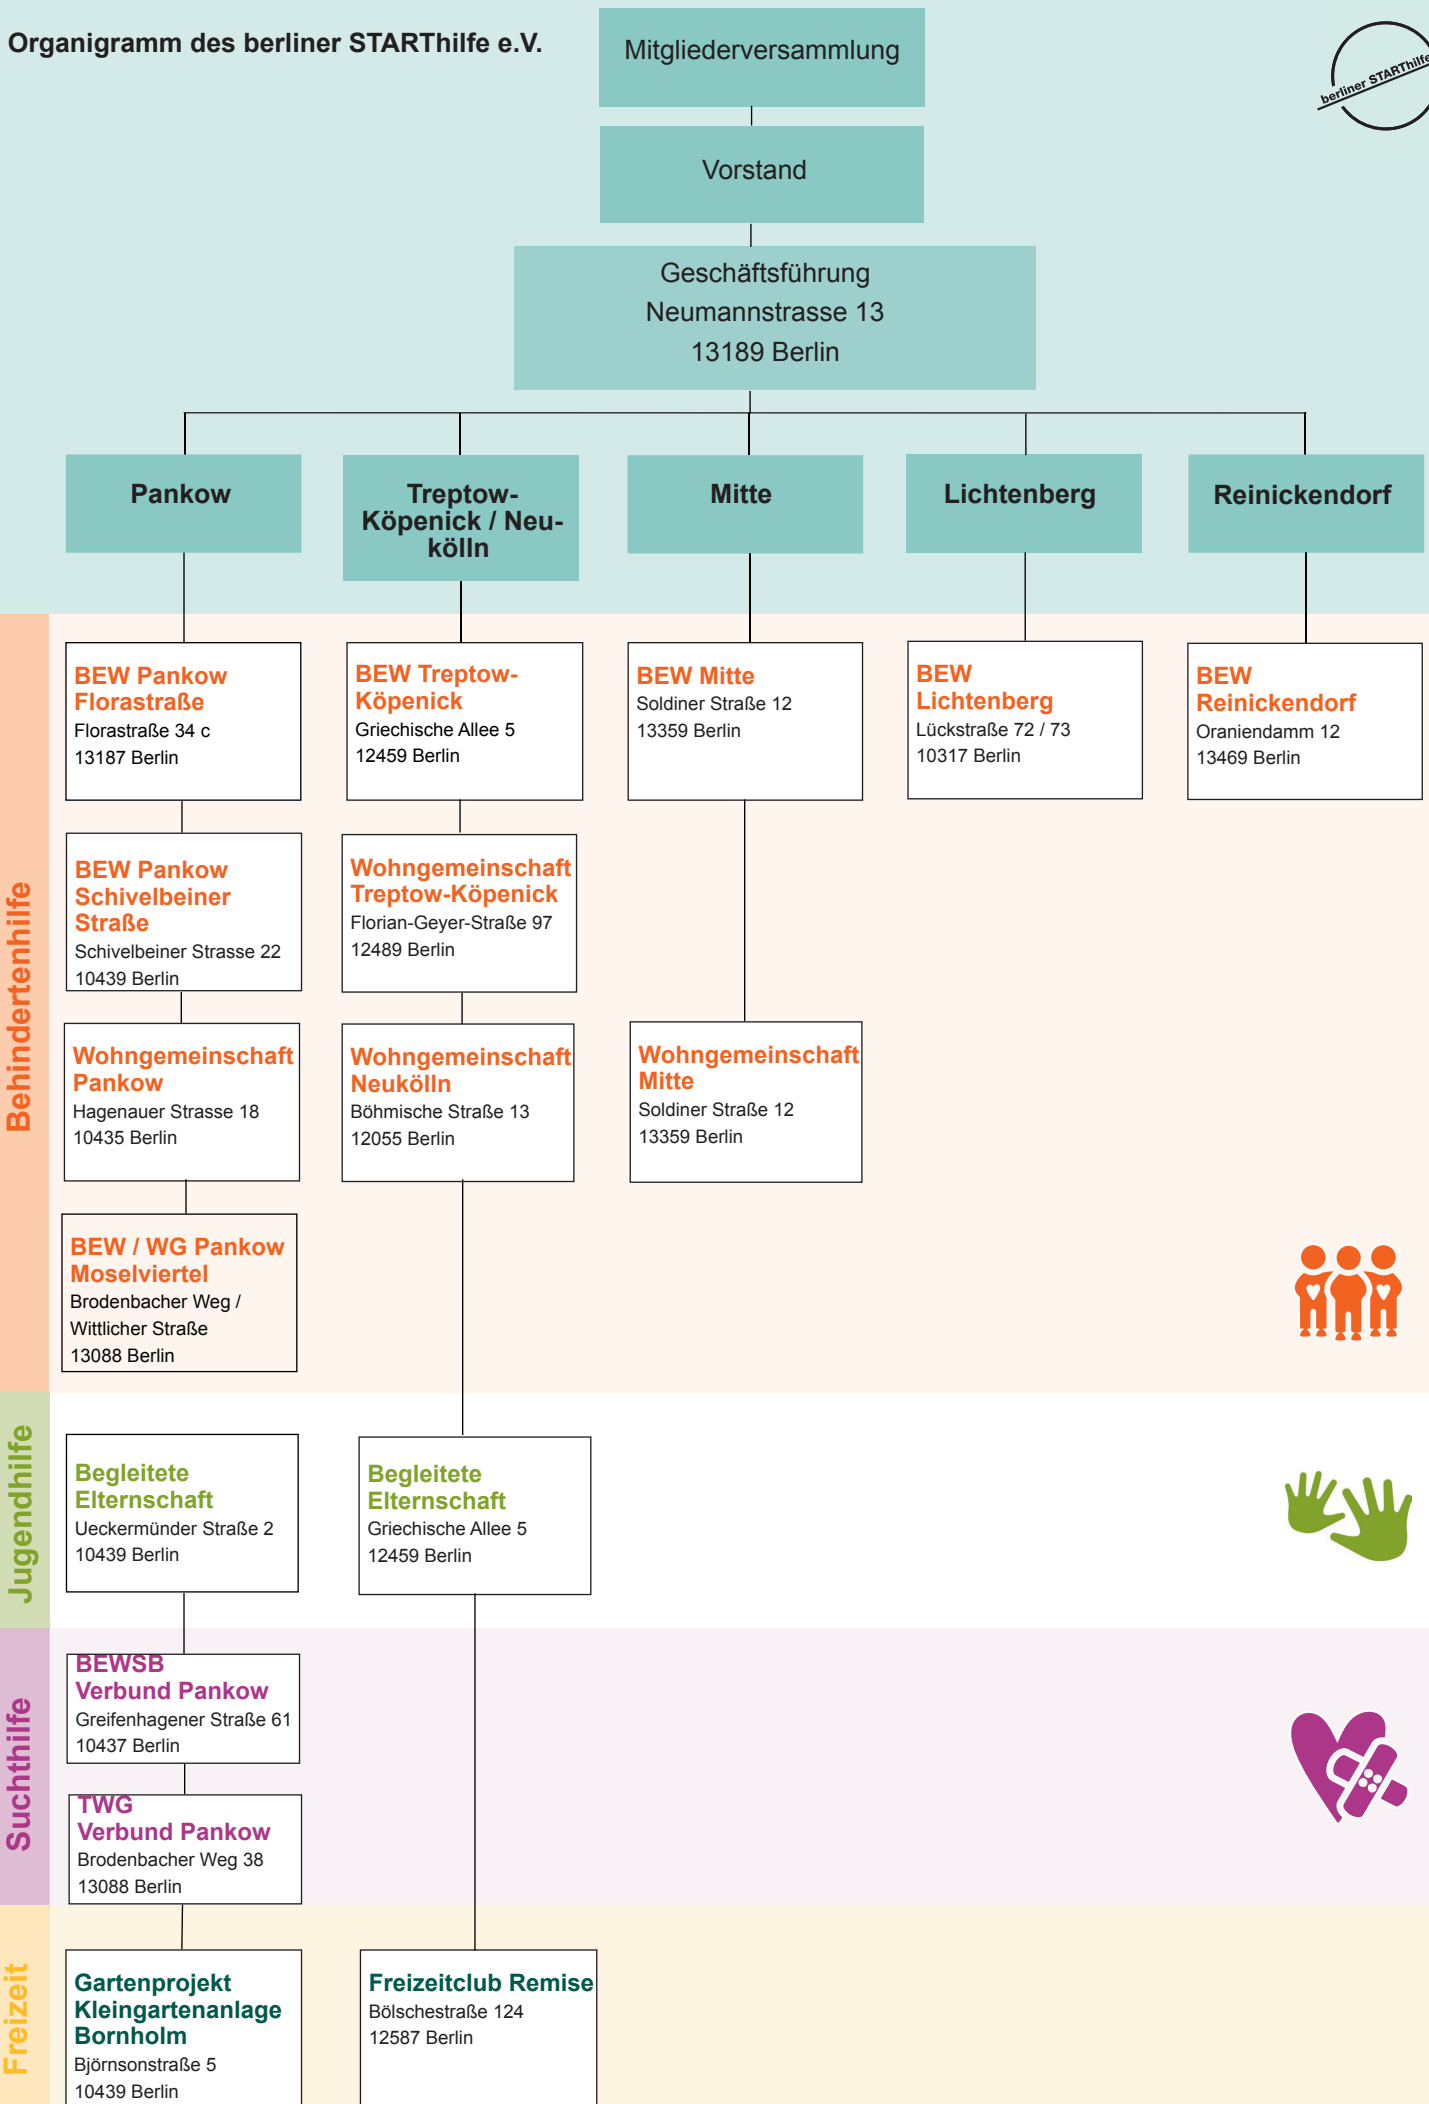 Organigramm des berliner STARThilfe e.V.
berliner STARThilfe
Mitgliederversammlung
Vorstand
Geschäftsführung
Neumannstrasse 13
13189 Berlin
Pankow
Treptow-
Köpenick / Neu-
kölln
Mitte
Lichtenberg
Reinickendorf
Behindertenhilfe
BEW Pankow
Florastraße
Florastraße 34 c
13187 Berlin
BEW Treptow-
Köpenick
Griechische Allee 5
12459 Berlin
BEW Mitte
Soldiner Straße 12
13359 Berlin
BEW
Lichtenberg
Lückstraße 72 / 73
10317 Berlin
BEW
Reinickendorf
Oraniendamm 12
13469 Berlin
BEW Pankow
Schivelbeiner
Straße
Schivelbeiner Strasse 22
10439 Berlin
Wohngemeinschaft
Treptow-Köpenick
Florian-Geyer-Straße 97
12489 Berlin
Wohngemeinschaft
Pankow
Hagenauer Strasse 18
10435 Berlin
Wohngemeinschaft
Neukölln
Böhmische Straße 13
12055 Berlin
Wohngemeinschaft
Mitte
Soldiner Straße 12
13359 Berlin
BEW / WG Pankow
Moselviertel
Brodenbacher Weg /
Wittlicher Straße
13088 Berlin
Jugendhilfe
Begleitete
Elternschaft
Ueckermünder Straße 2
10439 Berlin
Begleitete
Elternschaft
Griechische Allee 5
12459 Berlin
Suchthilfe
BEWSB
Verbund Pankow
Greifenhagener Straße 61
10437 Berlin
TWG
Verbund Pankow
Brodenbacher Weg 38
13088 Berlin
Freizeit
Gartenprojekt
Kleingartenanlage
Bornholm
Björnsonstraße 5
10439 Berlin
Freizeitclub Remise
Bölschestraße 124
12587 Berlin